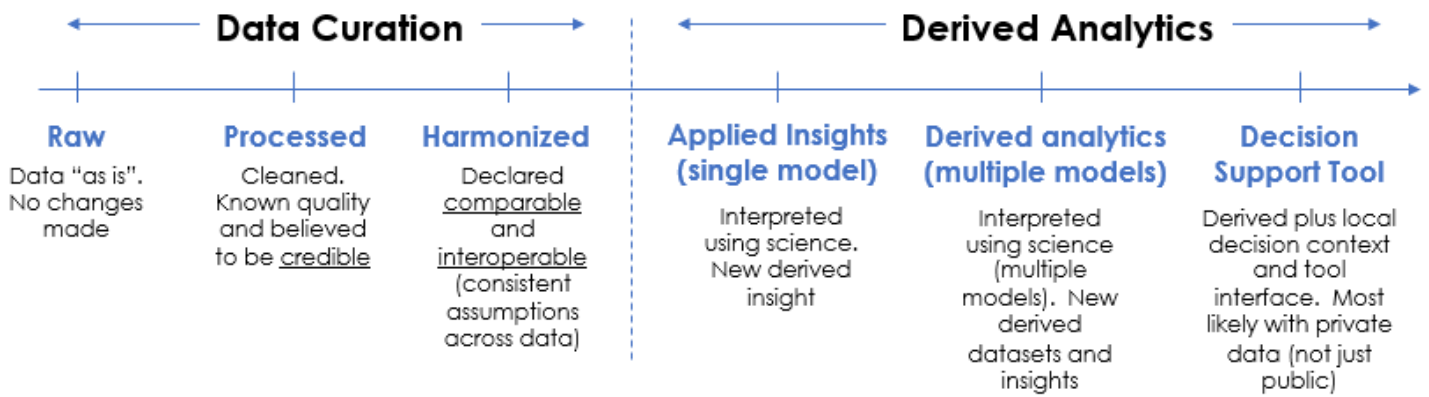 Data Curation
Derived Analytics
Raw
Data “as is”.
No changes
made
Processed
Cleaned.
Known quality
and believed
to be credible
Harmonized
Declared
comparable
and
interoperable
(consistent
assumptions
across data)
Applied Insights
(single model)
Interpreted
using science.
New derived
insight
Derived analytics
(multiple models)
Interpreted
using science
(multiple
models). New
derived
datasets and
insights
Decision
Support Tool
Derived plus local
decision context
and tool
interface. Most
likely with private
data (not just
public)